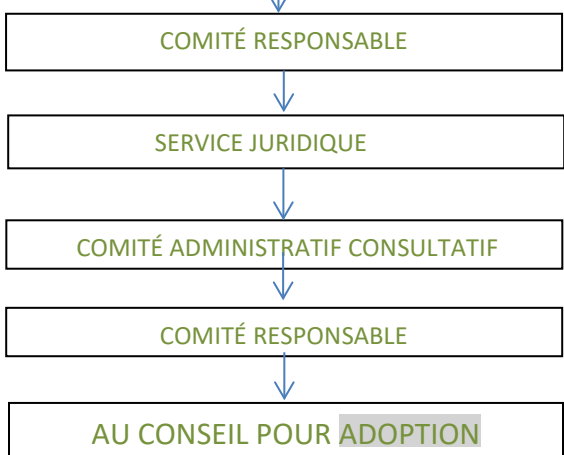 COMITÉ RESPONSABLE
SERVICE JURIDIQUE
COMITÉ ADMINISTRATIF CONSULTATIF
COMITÉ RESPONSABLE
AU CONSEIL POUR ADOPTION